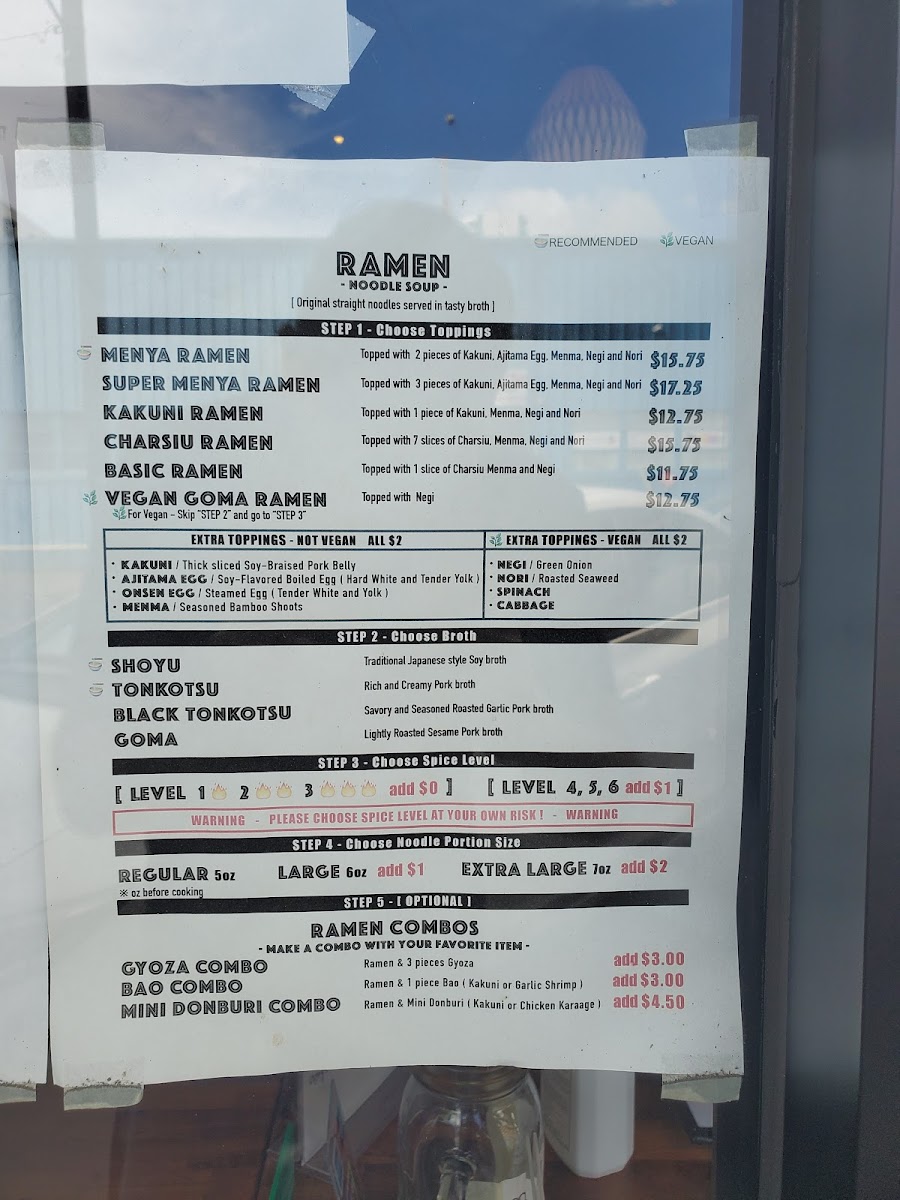 RECOMMENDED VEGAN
RAMEN
- NOODLE SOUP -
[ Original straight noodles served in tasty broth ]
STEP 1 - Choose Toppings
MENYA RAMEN Topped with 2 pieces of Kakuni, Ajitama Egg, Menma, Negi and Nori $15.75
SUPER MENYA RAMEN Topped with 3 pieces of Kakuni, Ajitama Egg, Menma, Negi and Nori $17.25
KAKUNI RAMEN Topped with 1 piece of Kakuni, Menma, Negi and Nori $12.75
CHARSIU RAMEN Topped with 7 slices of Charsiu, Menma, Negi and Nori $15.75
BASIC RAMEN Topped with 1 slice of Charsiu Menma and Negi $11.75
VEGAN GOMA RAMEN Topped with Negi $12.75
For Vegan - Skip "STEP 2" and go to "STEP 3"
EXTRA TOPPINGS - NOT VEGAN ALL $2
· KAKUNI / Thick sliced Soy-Braised Pork Belly
· AJITAMA EGG / Soy-Flavored Boiled Egg ( Hard White and Tender Yolk )
· ONSEN EGG / Steamed Egg ( Tender White and Yolk )
· MENMA / Seasoned Bamboo Shoots
EXTRA TOPPINGS - VEGAN ALL $2
· NEGI / Green Onion
· NORI / Roasted Seaweed
· SPINACH
· CABBAGE
STEP 2 - Choose Broth
SHOYU Traditional Japanese style Soy broth
TONKOTSU Rich and Creamy Pork broth
BLACK TONKOTSU Savory and Seasoned Roasted Garlic Pork broth
GOMA Lightly Roasted Sesame Pork broth
STEP 3 - Choose Spice Level
[ LEVEL 1🔥 2🔥🔥 3🔥🔥🔥 add $0 ] [ LEVEL 4, 5, 6 add $1 ]
WARNING - PLEASE CHOOSE SPICE LEVEL AT YOUR OWN RISK ! - WARNING
STEP 4 - Choose Noodle Portion Size
REGULAR 5oz LARGE 6oz add $1 EXTRA LARGE 7oz add $2
※ oz before cooking
STEP 5 - [ OPTIONAL ]
RAMEN COMBOS
- MAKE A COMBO WITH YOUR FAVORITE ITEM -
GYOZA COMBO Ramen & 3 pieces Gyoza add $3.00
BAO COMBO Ramen & 1 piece Bao ( Kakuni or Garlic Shrimp ) add $3.00
MINI DONBURI COMBO Ramen & Mini Donburi ( Kakuni or Chicken Karaage ) add $4.50